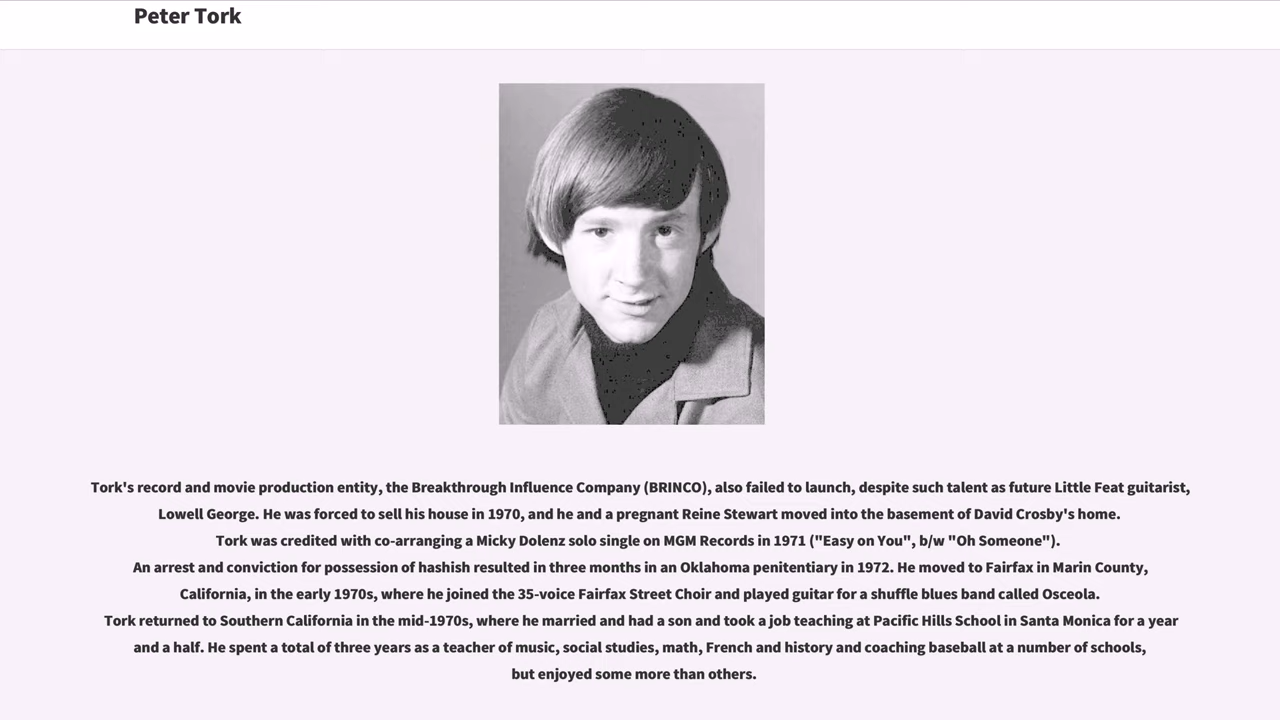 Peter Tork
Tork's record and movie production entity, the Breakthrough Influence Company (BRINCO), also failed to launch, despite such talent as future Little Feat guitarist,
Lowell George. He was forced to sell his house in 1970, and he and a pregnant Reine Stewart moved into the basement of David Crosby's home.
Tork was credited with co-arranging a Micky Dolenz solo single on MGM Records in 1971 ("Easy on You", b/w "Oh Someone").
An arrest and conviction for possession of hashish resulted in three months in an Oklahoma penitentiary in 1972. He moved to Fairfax in Marin County,
California, in the early 1970s, where he joined the 35-voice Fairfax Street Choir and played guitar for a shuffle blues band called Osceola.
Tork returned to Southern California in the mid-1970s, where he married and had a son and took a job teaching at Pacific Hills School in Santa Monica for a year
and a half. He spent a total of three years as a teacher of music, social studies, math, French and history and coaching baseball at a number of schools,
but enjoyed some more than others.